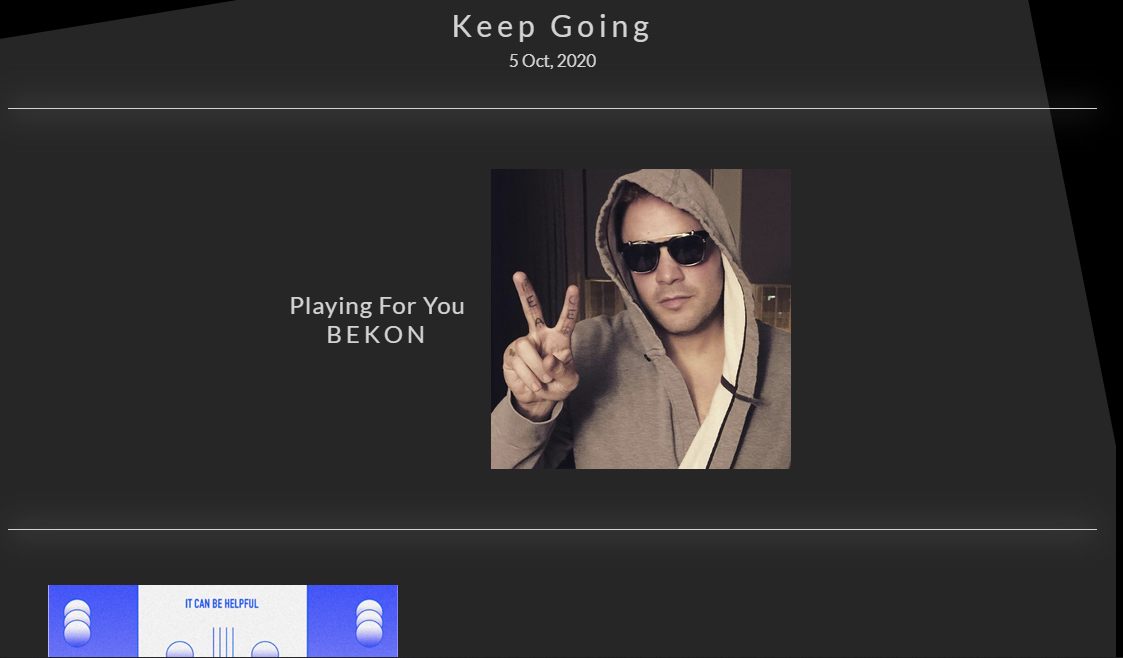 Keep Going
5 Oct, 2020
Playing For You
BEKON
IT CAN BE HELPFUL